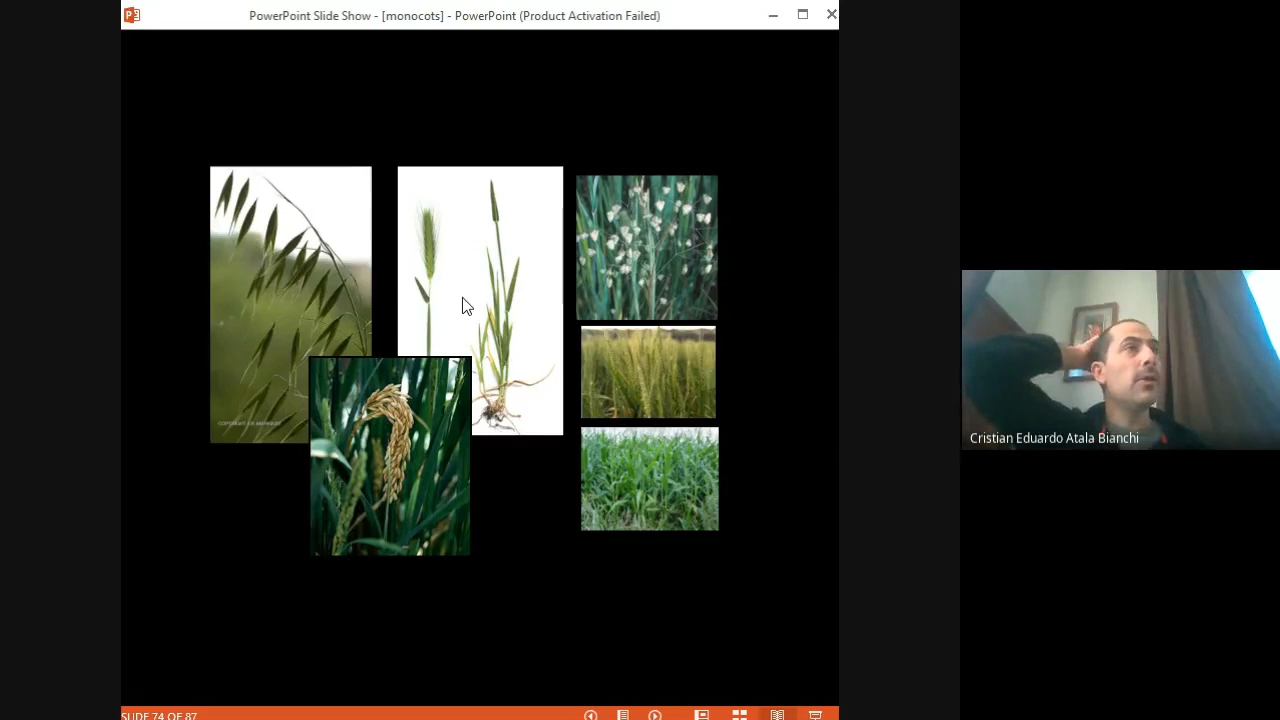 PowerPoint Slide Show - [monocots] - PowerPoint (Product Activation Failed)
Cristian Eduardo Atala Bianchi
SLIDE 74 OF 87